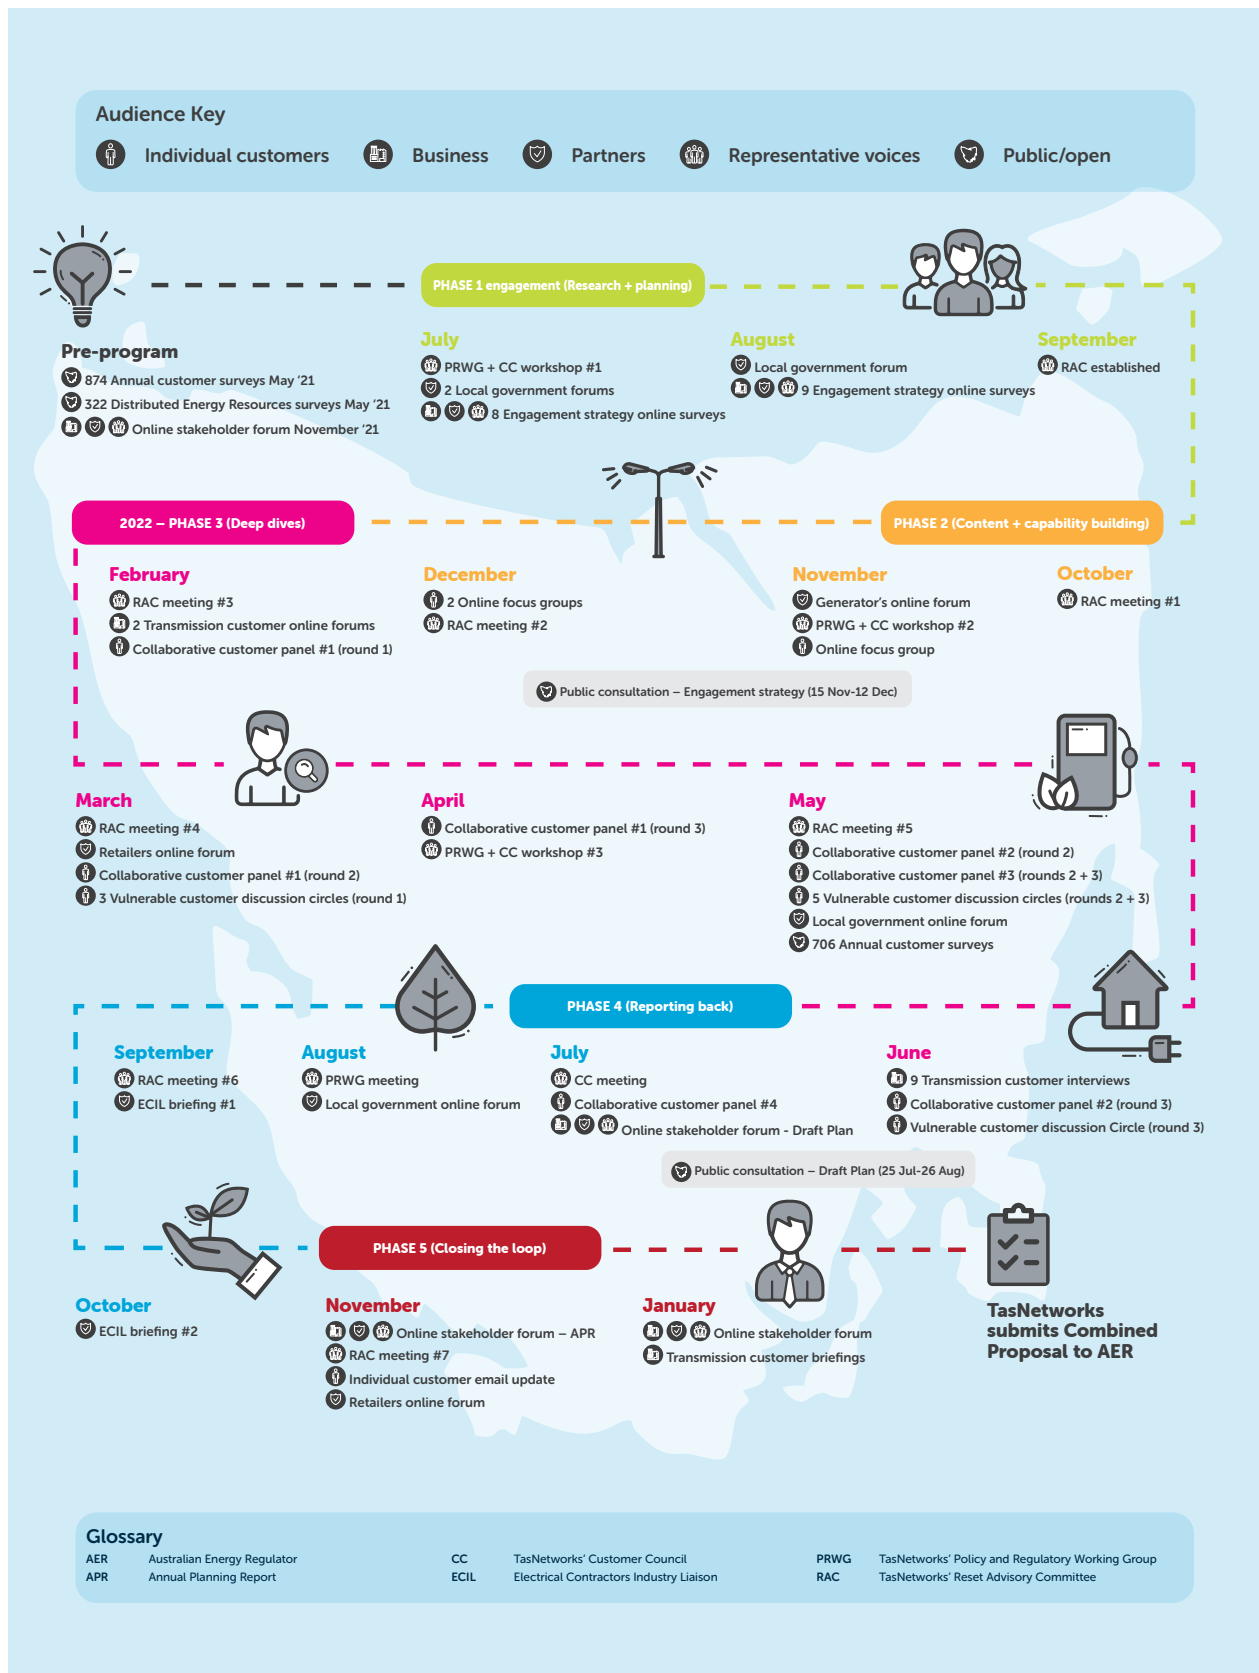 Audience Key
Individual customers
Business
Partners
Representative voices
Public/open
PHASE 1 engagement (Research + planning)
Pre-program
874 Annual customer surveys May '21
322 Distributed Energy Resources surveys May '21
Online stakeholder forum November '21
July
PRWG + CC workshop #1
2 Local government forums
8 Engagement strategy online surveys
August
Local government forum
9 Engagement strategy online surveys
September
RAC established
PHASE 2 (Content + capability building)
October
RAC meeting #1
November
Generator's online forum
PRWG + CC workshop #2
Online focus group
December
2 Online focus groups
RAC meeting #2
Public consultation – Engagement strategy (15 Nov-12 Dec)
2022 – PHASE 3 (Deep dives)
February
RAC meeting #3
2 Transmission customer online forums
Collaborative customer panel #1 (round 1)
March
RAC meeting #4
Retailers online forum
Collaborative customer panel #1 (round 2)
3 Vulnerable customer discussion circles (round 1)
April
Collaborative customer panel #1 (round 3)
PRWG + CC workshop #3
May
RAC meeting #5
Collaborative customer panel #2 (round 2)
Collaborative customer panel #3 (rounds 2 + 3)
5 Vulnerable customer discussion circles (rounds 2 + 3)
Local government online forum
706 Annual customer surveys
June
9 Transmission customer interviews
Collaborative customer panel #2 (round 3)
Vulnerable customer discussion Circle (round 3)
PHASE 4 (Reporting back)
July
CC meeting
Collaborative customer panel #4
Online stakeholder forum - Draft Plan
Public consultation – Draft Plan (25 Jul-26 Aug)
August
PRWG meeting
Local government online forum
September
RAC meeting #6
ECIL briefing #1
October
ECIL briefing #2
PHASE 5 (Closing the loop)
November
Online stakeholder forum – APR
RAC meeting #7
Individual customer email update
Retailers online forum
January
Online stakeholder forum
Transmission customer briefings
TasNetworks
submits Combined
Proposal to AER
Glossary
AER Australian Energy Regulator
APR Annual Planning Report
CC TasNetworks' Customer Council
ECIL Electrical Contractors Industry Liaison
PRWG TasNetworks' Policy and Regulatory Working Group
RAC TasNetworks' Reset Advisory Committee